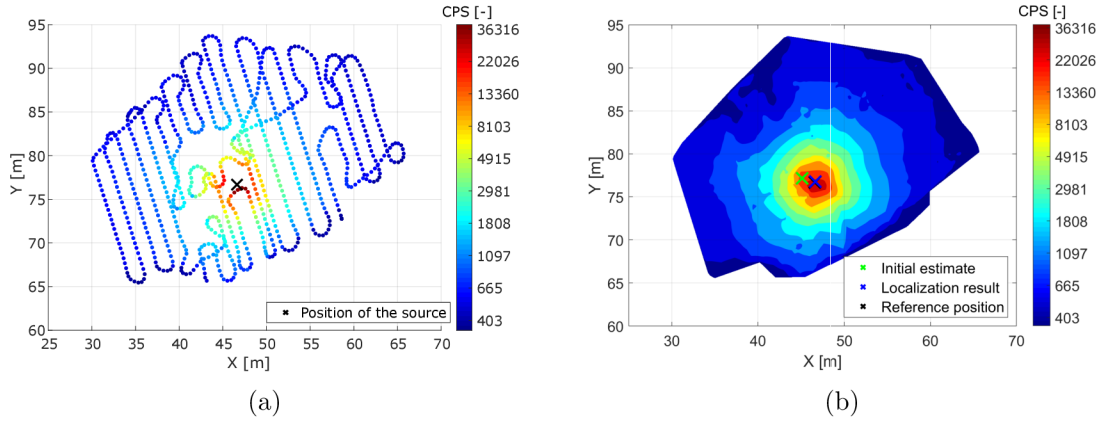 CPS [-]
95
90
85
80
75
70
65
60
Y [m]
25 30 35 40 45 50 55 60 65 70
X [m]
36316
22026
13360
8103
4915
2981
1808
1097
665
403
Position of the source
(a)
CPS [-]
95
90
85
80
75
70
65
60
Y [m]
30 40 50 60 70
X [m]
36316
22026
13360
8103
4915
2981
1808
1097
665
403
Initial estimate
Localization result
Reference position
(b)